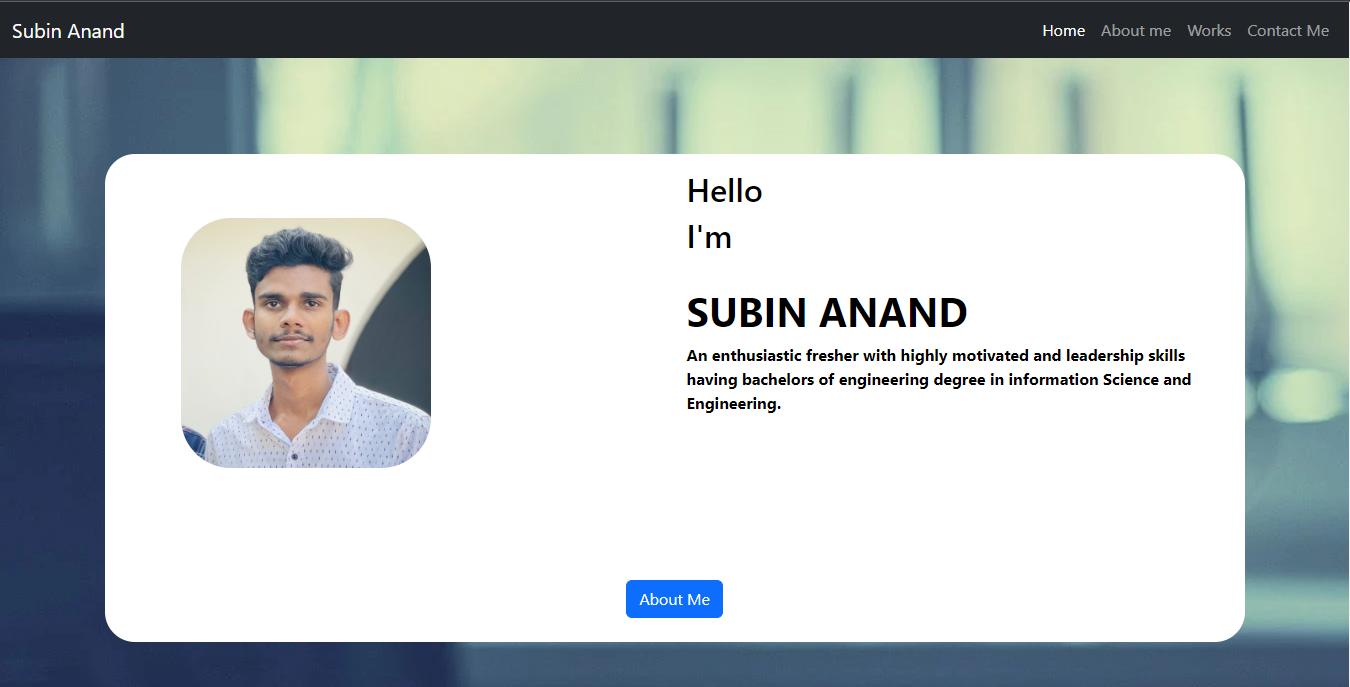 Subin Anand
Home About me Works Contact Me
Hello
I'm
SUBIN ANAND
An enthusiastic fresher with highly motivated and leadership skills
having bachelors of engineering degree in information Science and
Engineering.
About Me